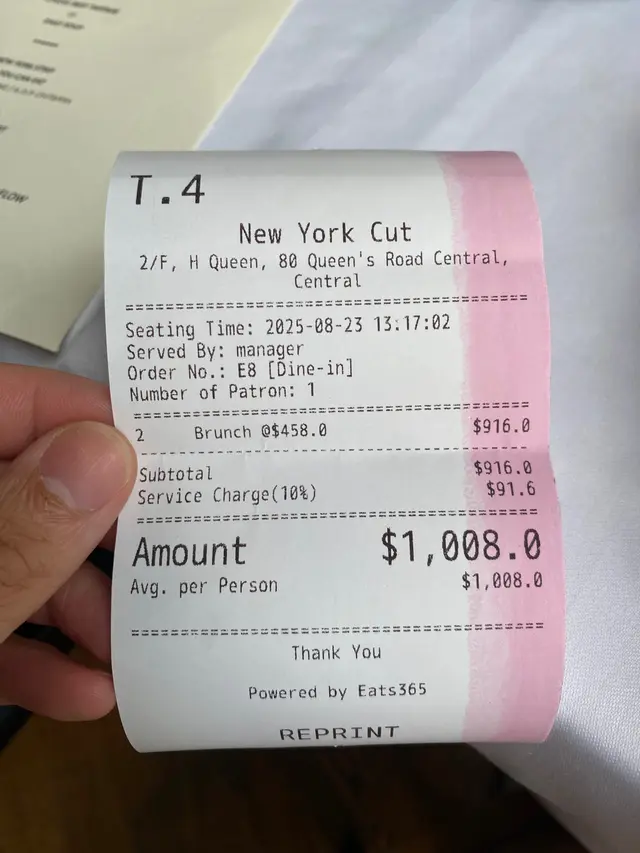 T.4
New York Cut
2/F, H Queen, 80 Queen's Road Central,
Central
================================================
Seating Time: 2025-08-23 13:17:02
Served By: manager
Order No.: E8 [Dine-in]
Number of Patron: 1
================================================
2 Brunch @$458.0 $916.0
------------------------------------------------
Subtotal $916.0
Service Charge(10%) $91.6
================================================
Amount $1,008.0
Avg. per Person $1,008.0
================================================
Thank You
Powered by Eats365
REPRINT